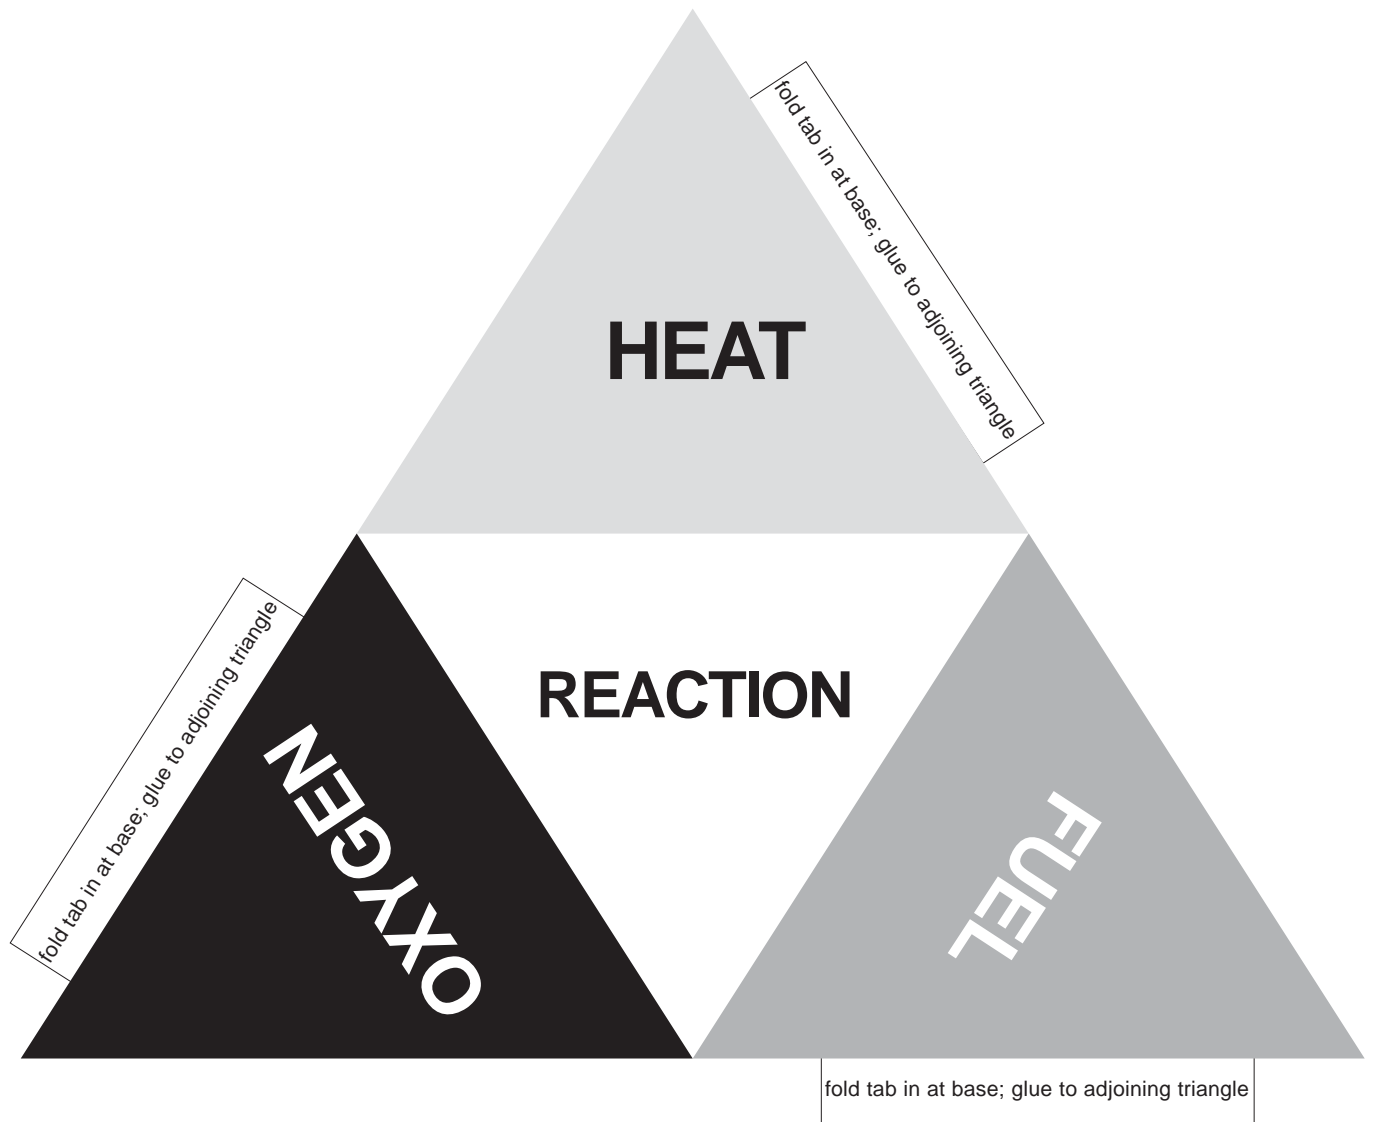 fold tab in at base; glue to adjoining triangle
HEAT
fold tab in at base; glue to adjoining triangle
REACTION
OXYGEN
FUEL
fold tab in at base; glue to adjoining triangle